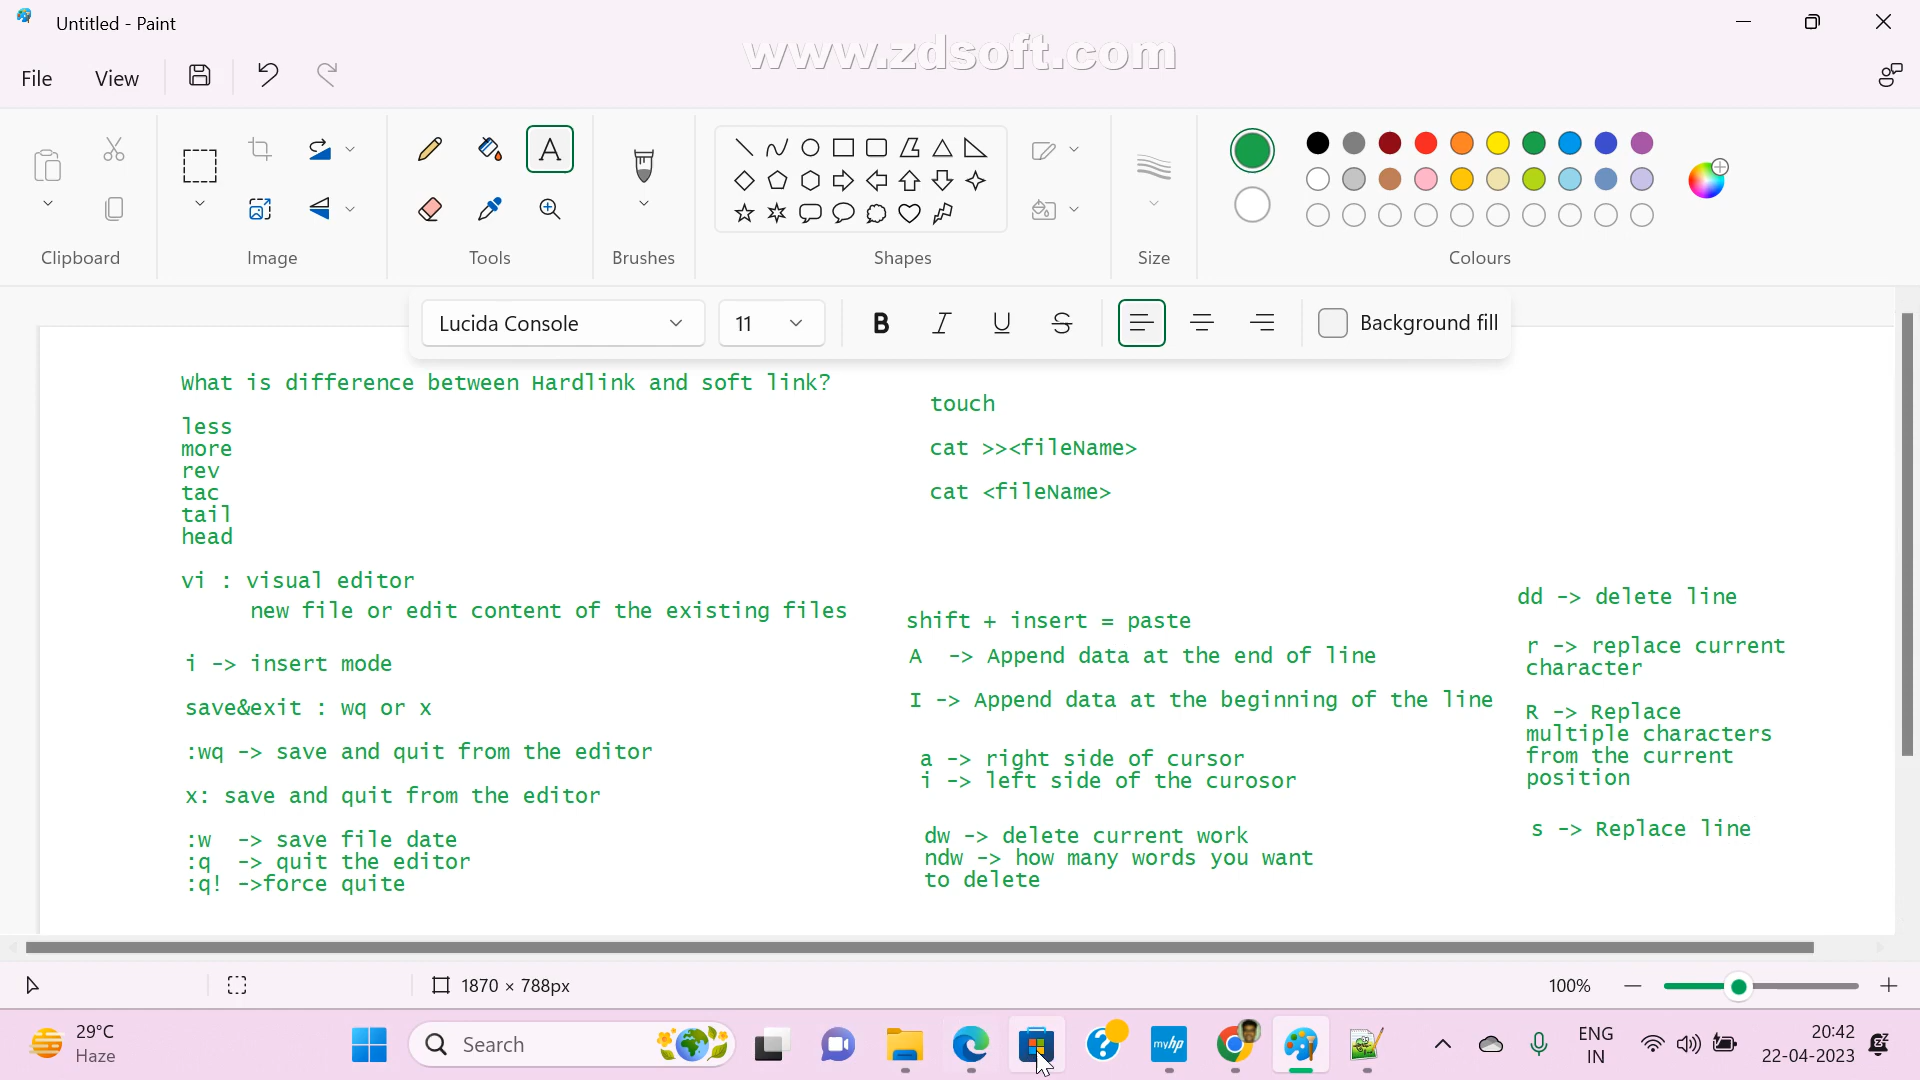 Untitled - Paint
www.zdsoft.com
File
View
Clipboard
Image
Tools
Brushes
Shapes
Size
Colours
Lucida Console
11
B
Background fill
What is difference between Hardlink and soft link?
less
more
rev
tac
tail
head
vi : visual editor
new file or edit content of the existing files
i -> insert mode
save&exit : wq or x
:wq -> save and quit from the editor
x: save and quit from the editor
:w -> save file date
:q -> quit the editor
:q! ->force quite
touch
cat >><fileName>
cat <fileName>
shift + insert = paste
A -> Append data at the end of line
I -> Append data at the beginning of the line
a -> right side of cursor
i -> left side of the curosor
dw -> delete current work
ndw -> how many words you want
to delete
dd -> delete line
r -> replace current
character
R -> Replace
multiple characters
from the current
position
s -> Replace line
1870 × 788px
100%
29°C
Haze
Search
myhp
ENG
IN
20:42
22-04-2023